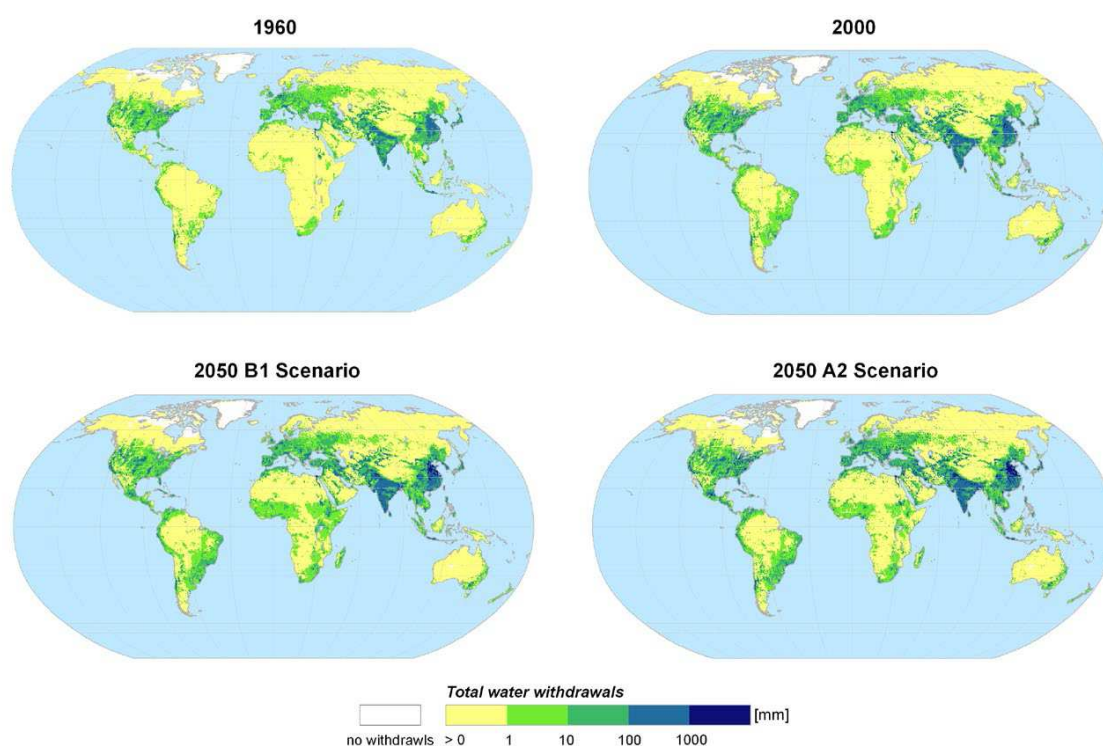 1960
2000
2050 B1 Scenario
2050 A2 Scenario
Total water withdrawals
[mm]
no withdrawls > 0 1 10 100 1000